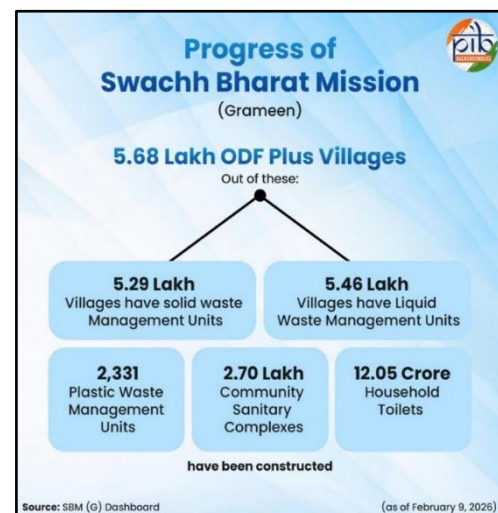 pib
BACKGROUNDERS
Progress of
Swachh Bharat Mission
(Grameen)
5.68 Lakh ODF Plus Villages
Out of these:
5.29 Lakh
Villages have solid waste
Management Units
5.46 Lakh
Villages have Liquid
Waste Management Units
2,331
Plastic Waste
Management
Units
2.70 Lakh
Community
Sanitary
Complexes
12.05 Crore
Household
Toilets
have been constructed
Source: SBM (G) Dashboard
(as of February 9, 2026)